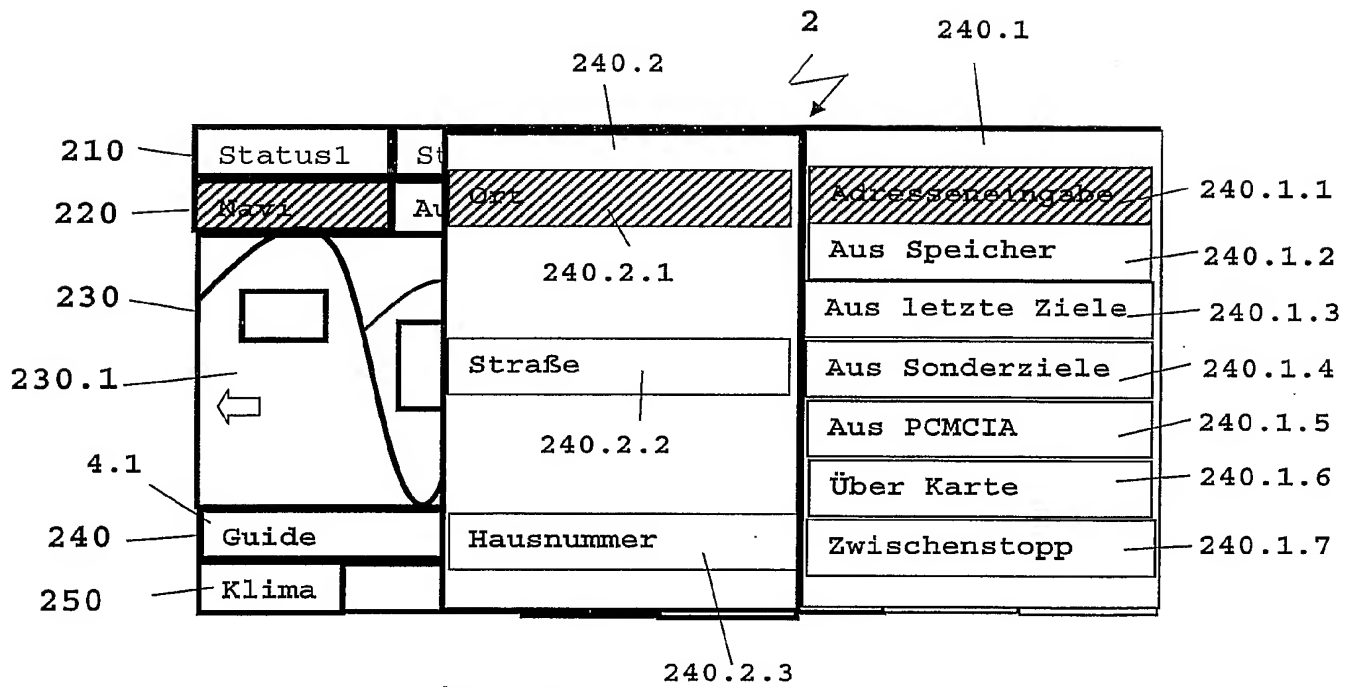 2
240.1
240.2
210
Status1
St
220
Navi
Au
Ort
Adresseneingabe
240.1.1
240.2.1
Aus Speicher
240.1.2
230
Aus letzte Ziele
240.1.3
Straße
Aus Sonderziele
240.1.4
230.1
240.2.2
Aus PCMCIA
240.1.5
4.1
Über Karte
240.1.6
240
Guide
Hausnummer
Zwischenstopp
240.1.7
250
Klima
240.2.3